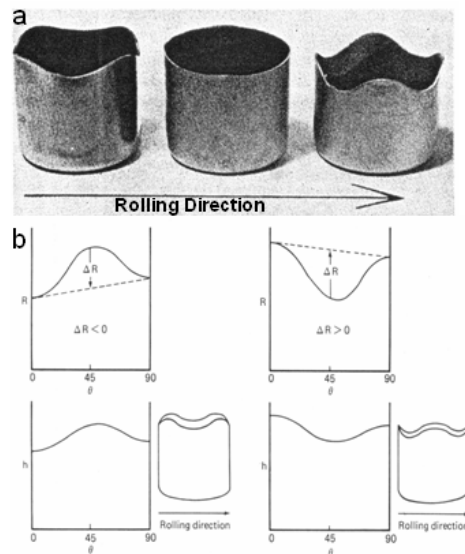 a
Rolling Direction
b
ΔR
R
ΔR < 0
0 45 90
θ
ΔR
R
ΔR > 0
0 45 90
θ
h
0 45 90
θ
Rolling direction
h
0 45 90
θ
Rolling direction